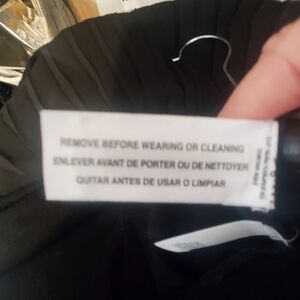 REMOVE BEFORE WEARING OR CLEANING
ENLEVER AVANT DE PORTER OU DE NETTOYER
QUITAR ANTES DE USAR O LIMPIAR